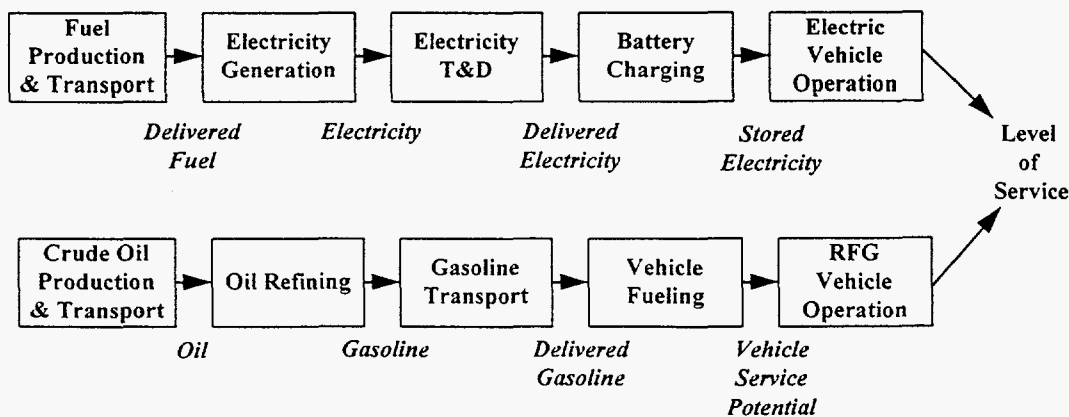 Fuel
Production
& Transport
Electricity
Generation
Electricity
T&D
Battery
Charging
Electric
Vehicle
Operation
Delivered
Fuel
Electricity
Delivered
Electricity
Stored
Electricity
Level
of
Service
Crude Oil
Production
& Transport
Oil Refining
Gasoline
Transport
Vehicle
Fueling
RFG
Vehicle
Operation
Oil
Gasoline
Delivered
Gasoline
Vehicle
Service
Potential